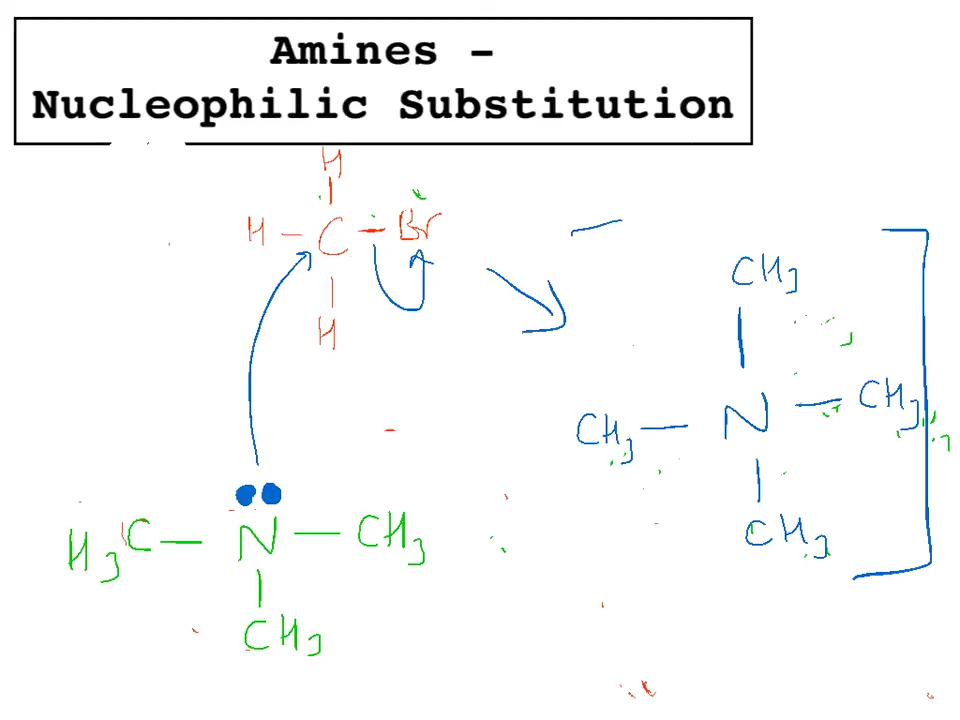 Amines –
Nucleophilic Substitution
H
H – C – Br
H
CH3
CH3 – N – CH3
CH3
H3C – N – CH3
CH3